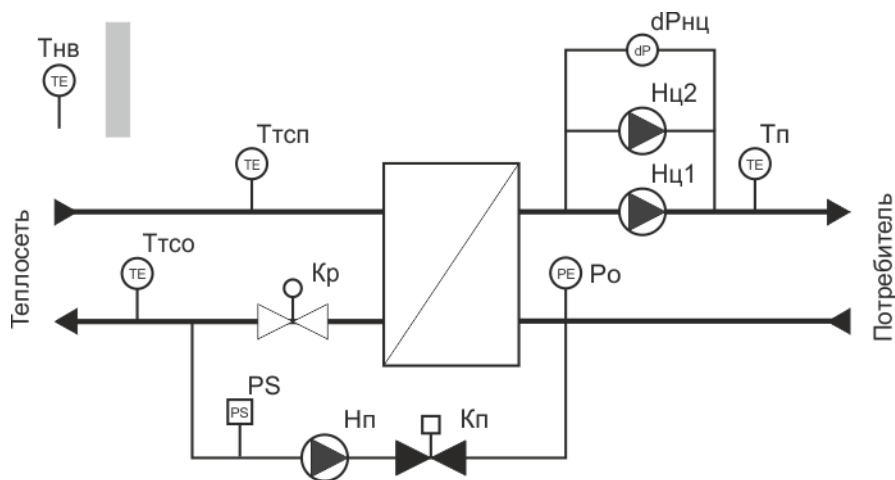 dPнц
dP
Тнв
TE
Нц2
Ттсп
TE
Тп
TE
Нц1
Теплосеть
Потребитель
Ттсо
TE
Кр
PE
Ро
PS
PS
Нп
Кп